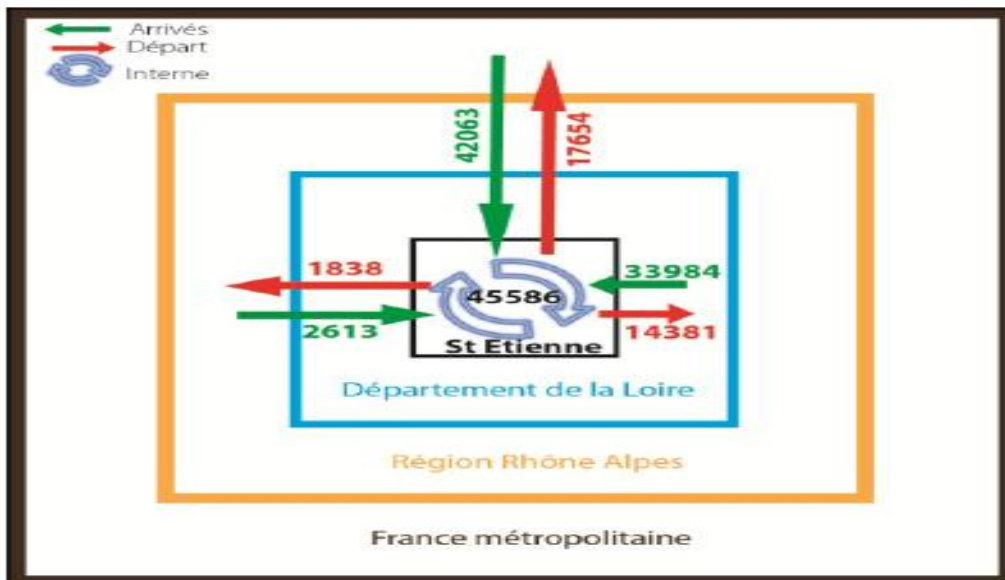 Arrivés
Départ
Interne
42063
17654
1838
33984
45586
2613
14381
St Etienne
Département de la Loire
Région Rhône Alpes
France métropolitaine